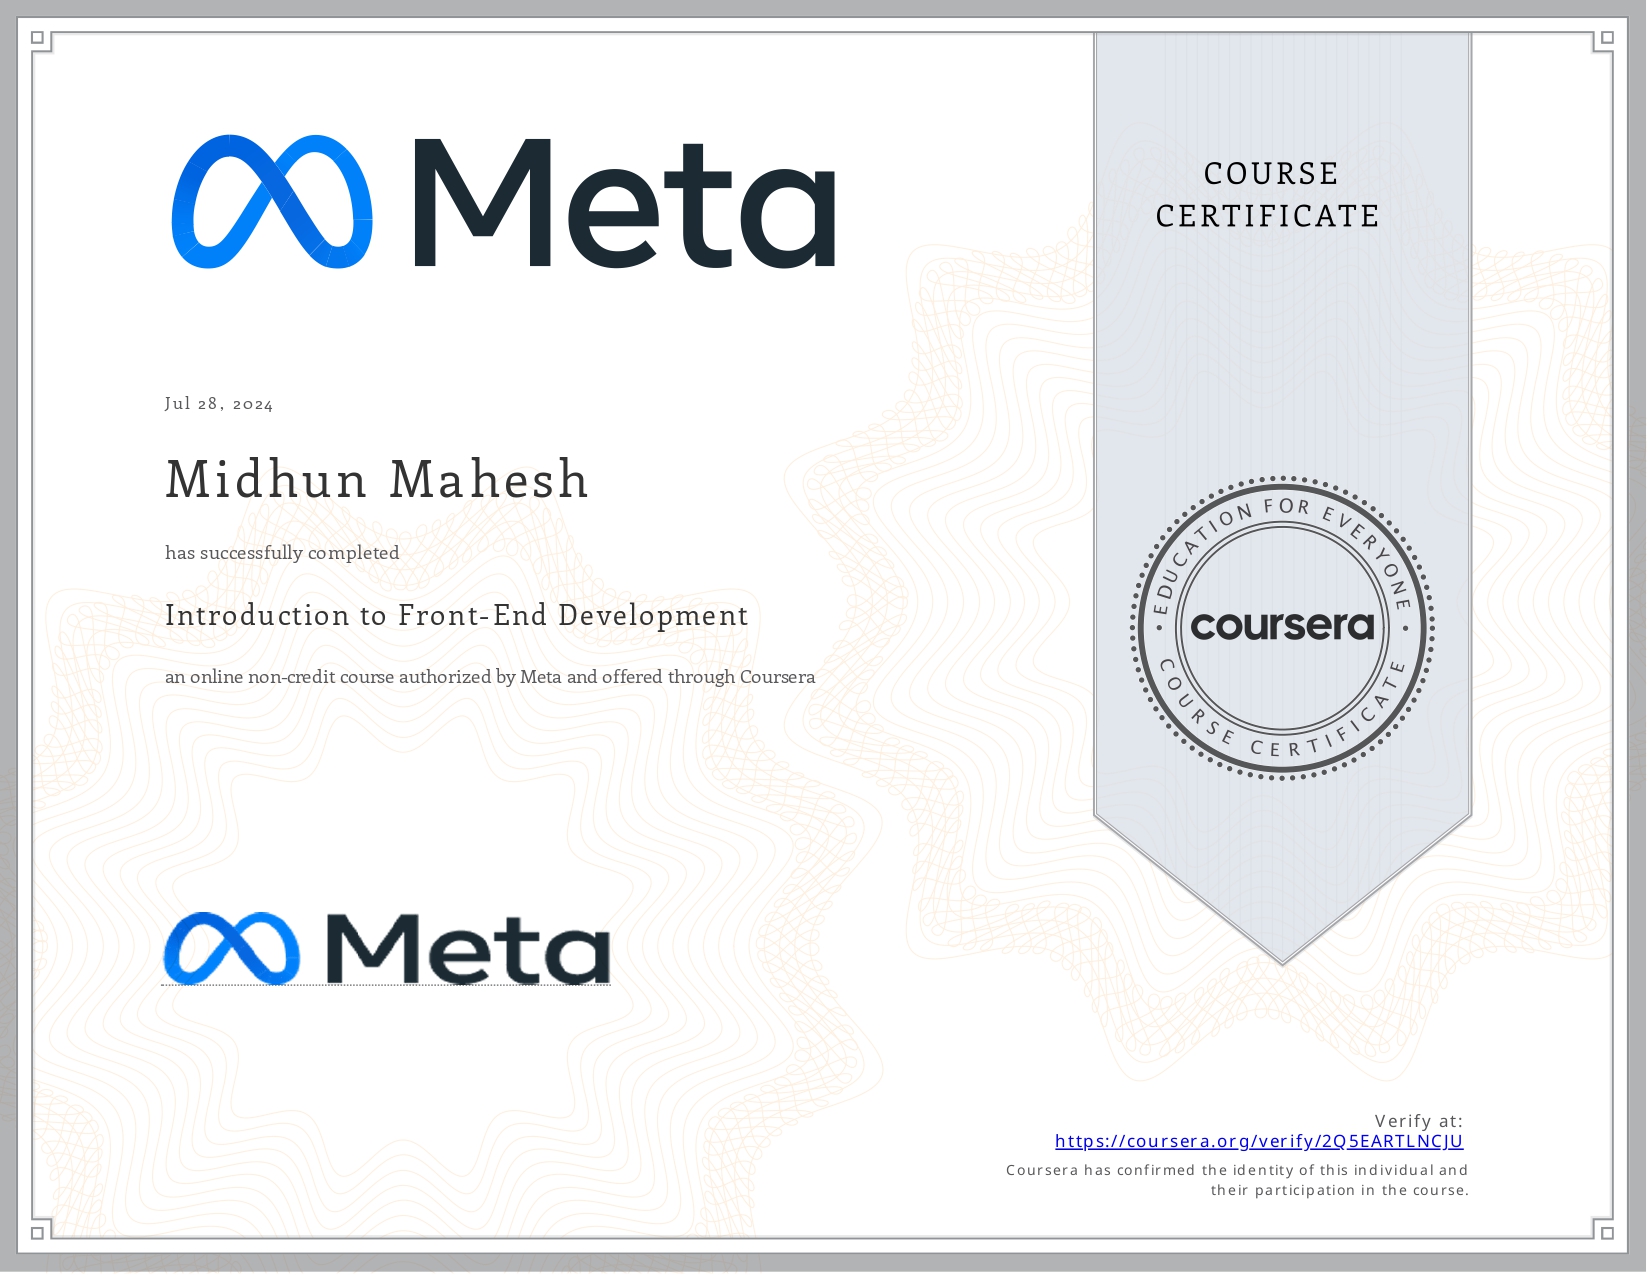 Meta
COURSE
CERTIFICATE
Jul 28, 2024
Midhun Mahesh
has successfully completed
Introduction to Front-End Development
an online non-credit course authorized by Meta and offered through Coursera
EDUCATION FOR EVERYONE
coursera
COURSE CERTIFICATE
Meta
Verify at:
https://coursera.org/verify/2Q5EARTLNCJU
Coursera has confirmed the identity of this individual and
their participation in the course.